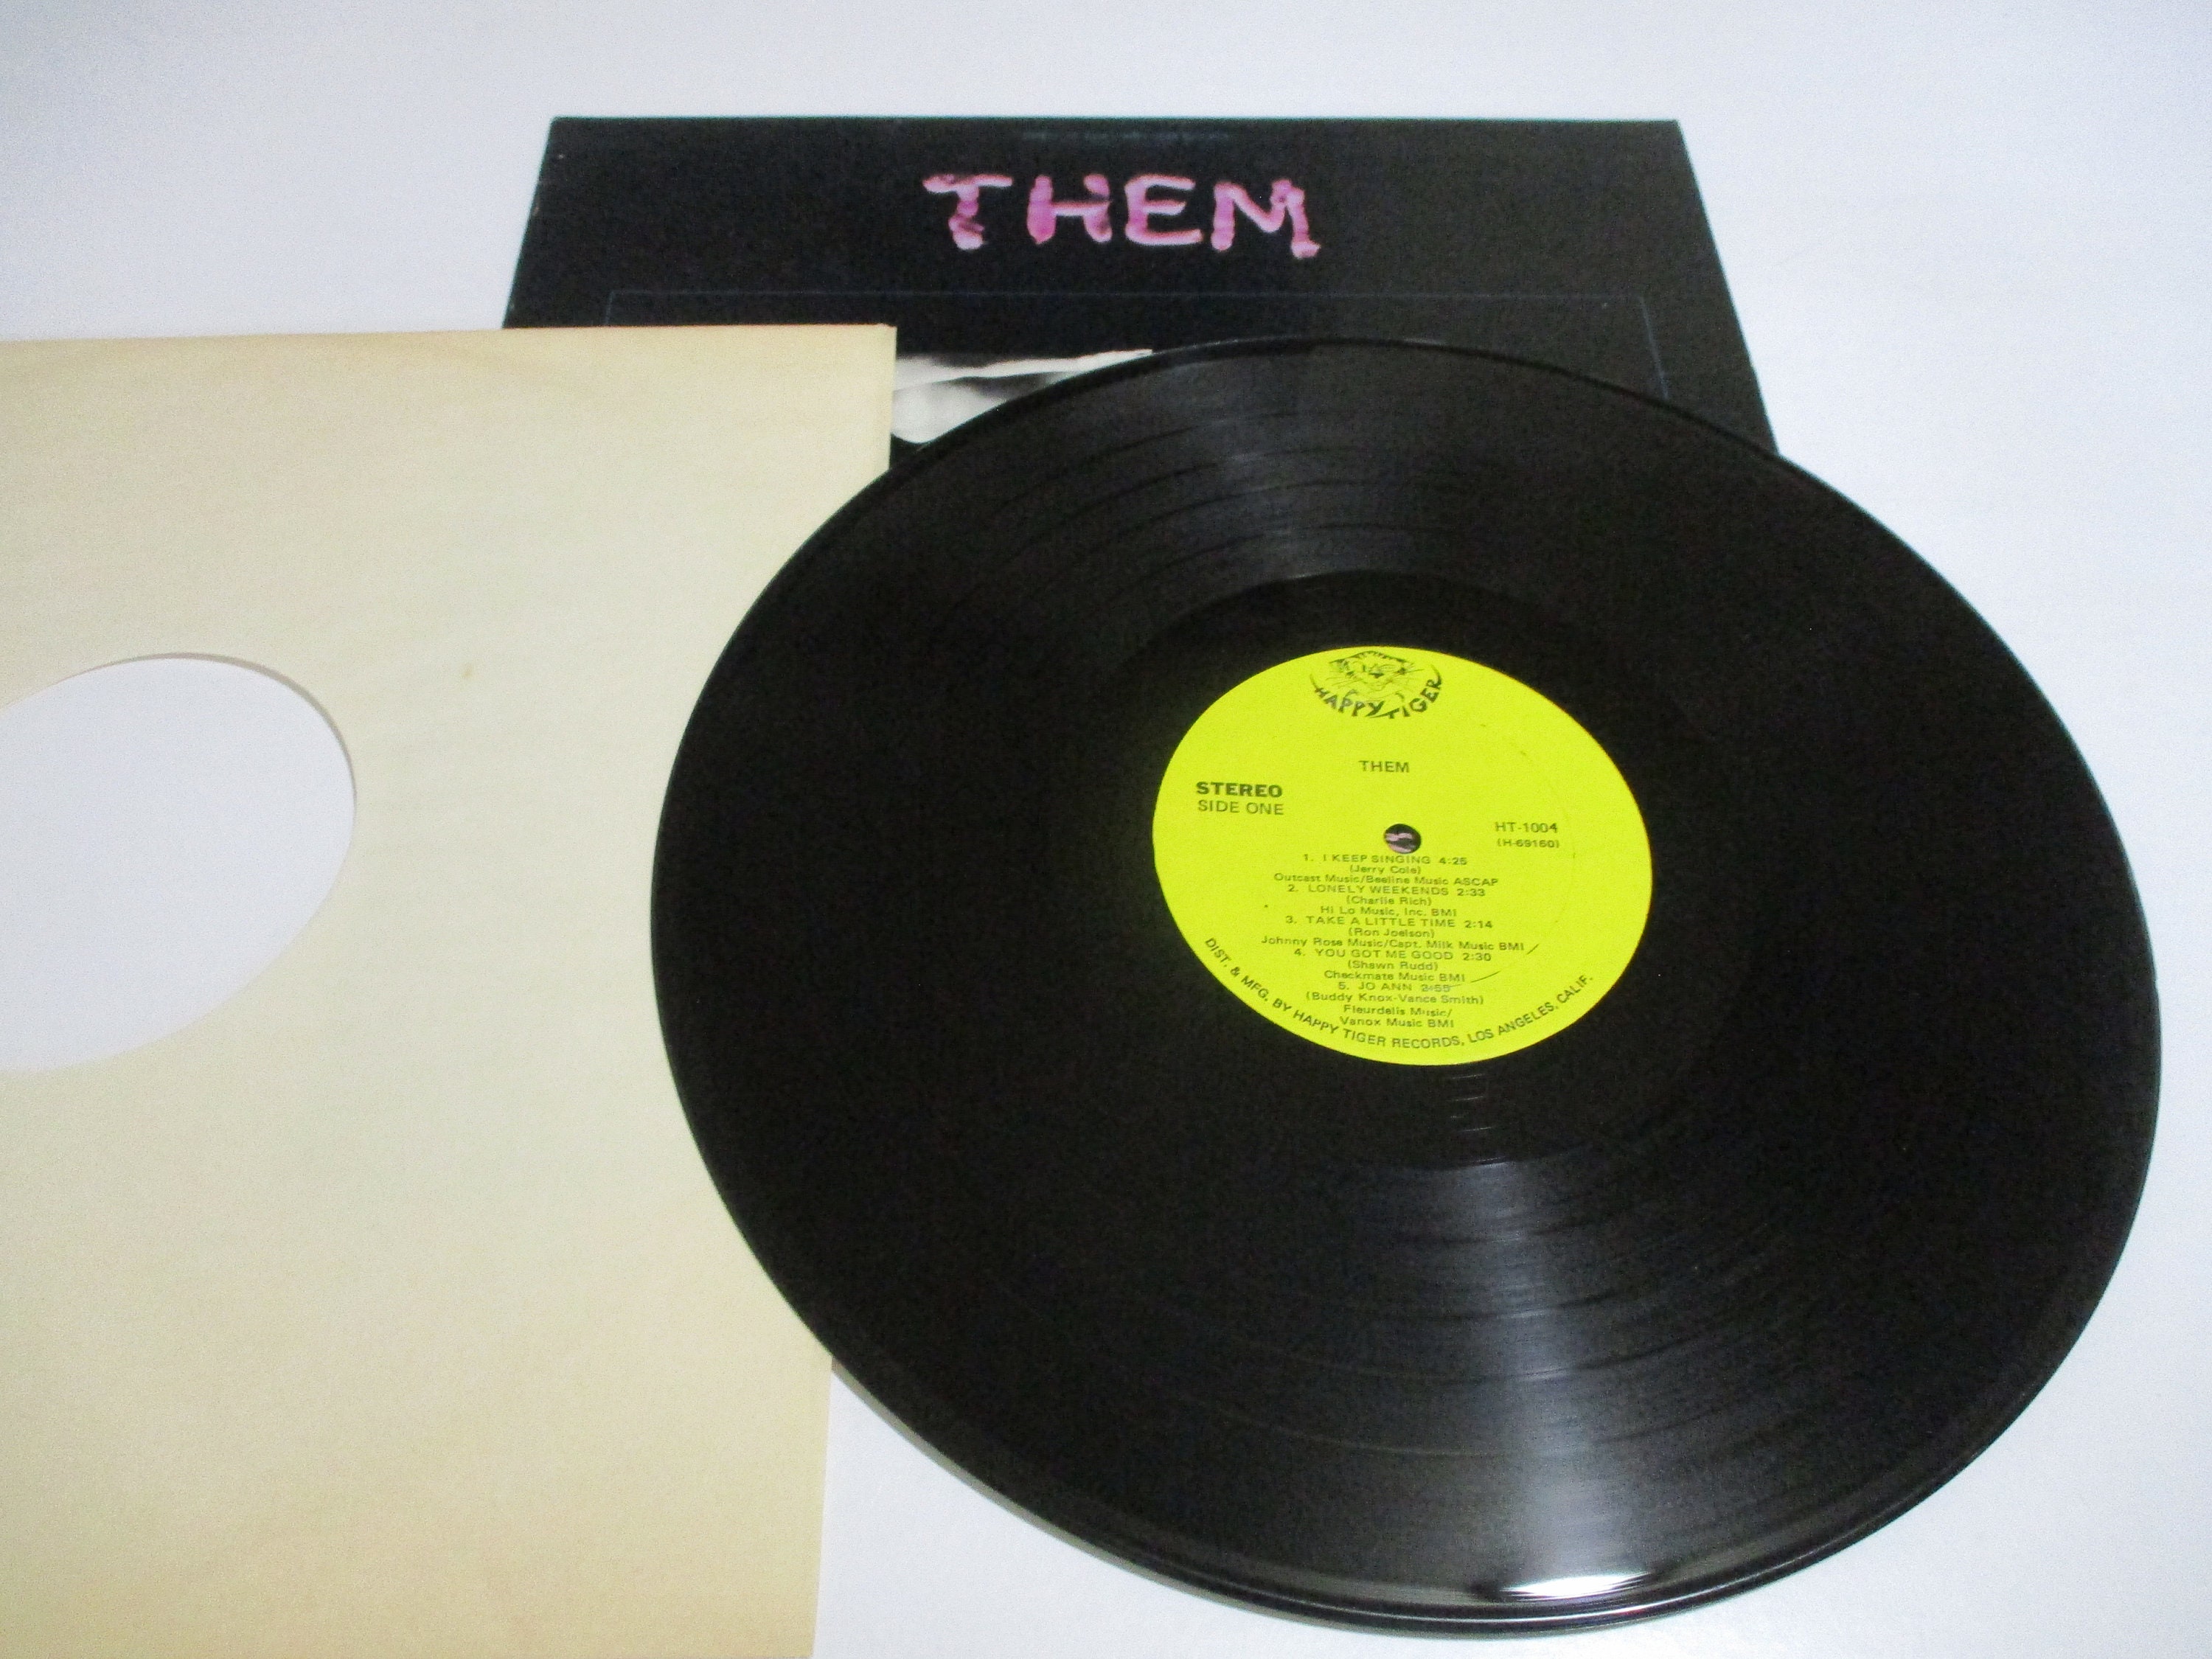 THEM
HAPPY TIGER
THEM
STEREO
SIDE ONE
HT-1004
(H-69160)
1. I KEEP SINGING 4:25
(Jerry Cole)
Outcast Music/Beeline Music ASCAP
2. LONELY WEEKENDS 2:33
(Charlie Rich)
Hi Lo Music, Inc. BMI
3. TAKE A LITTLE TIME 2:14
(Ron Joelson)
Johnny Rose Music/Capt. Milk Music BMI
4. YOU GOT ME GOOD 2:30
(Shawn Rudd)
Checkmate Music BMI
5. JO ANN
(Buddy Knox-Vance Smith)
Fleurdelis Music/
Vanox Music BMI
DIST. & MFG. BY HAPPY TIGER RECORDS, LOS ANGELES, CALIF.